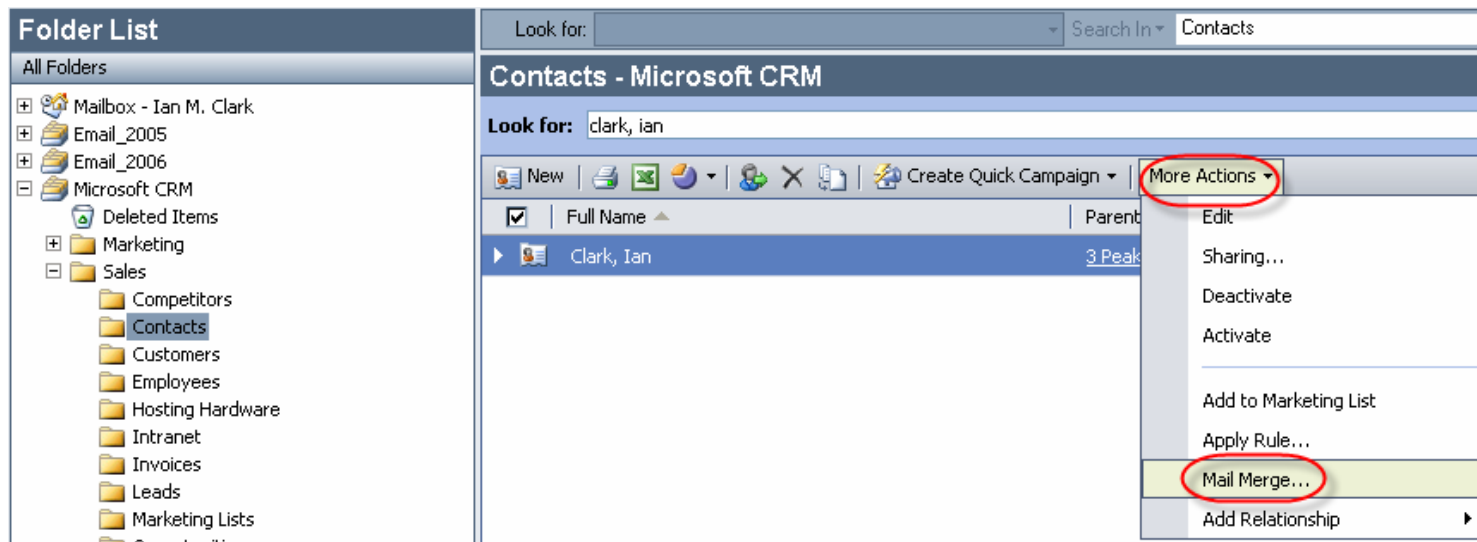 Folder List
All Folders
Mailbox - Ian M. Clark
Email_2005
Email_2006
Microsoft CRM
Deleted Items
Marketing
Sales
Competitors
Contacts
Customers
Employees
Hosting Hardware
Intranet
Invoices
Leads
Marketing Lists
Look for: Search In Contacts
Contacts - Microsoft CRM
Look for: clark, ian
New Create Quick Campaign More Actions
Full Name Parent
Clark, Ian 3 Peak
Edit
Sharing...
Deactivate
Activate
Add to Marketing List
Apply Rule...
Mail Merge...
Add Relationship